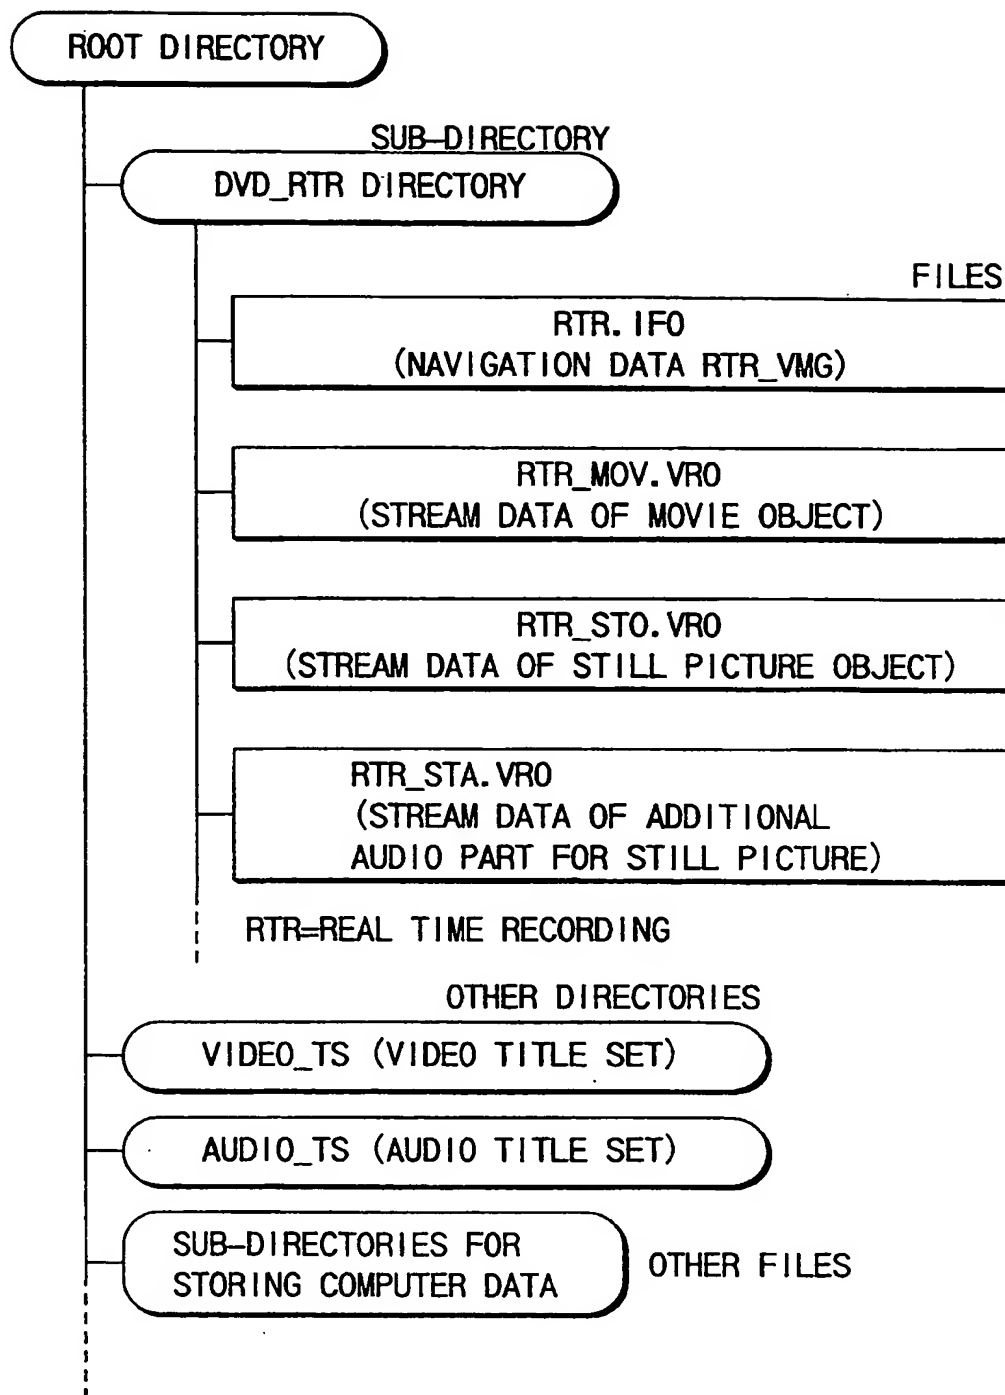 ROOT DIRECTORY
SUB-DIRECTORY
DVD_RTR DIRECTORY
FILES
RTR.IFO
(NAVIGATION DATA RTR_VMG)
RTR_MOV.VRO
(STREAM DATA OF MOVIE OBJECT)
RTR_STO.VRO
(STREAM DATA OF STILL PICTURE OBJECT)
RTR_STA.VRO
(STREAM DATA OF ADDITIONAL
AUDIO PART FOR STILL PICTURE)
RTR=REAL TIME RECORDING
OTHER DIRECTORIES
VIDEO_TS (VIDEO TITLE SET)
AUDIO_TS (AUDIO TITLE SET)
SUB-DIRECTORIES FOR
STORING COMPUTER DATA
OTHER FILES